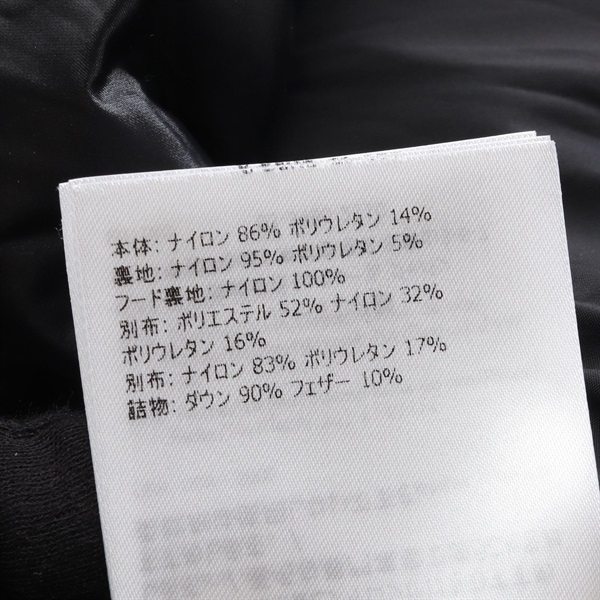 本体: ナイロン 86% ポリウレタン 14%
裏地: ナイロン 95% ポリウレタン 5%
フード裏地: ナイロン 100%
別布: ポリエステル 52% ナイロン 32%
ポリウレタン 16%
別布: ナイロン 83% ポリウレタン 17%
詰物: ダウン 90% フェザー 10%